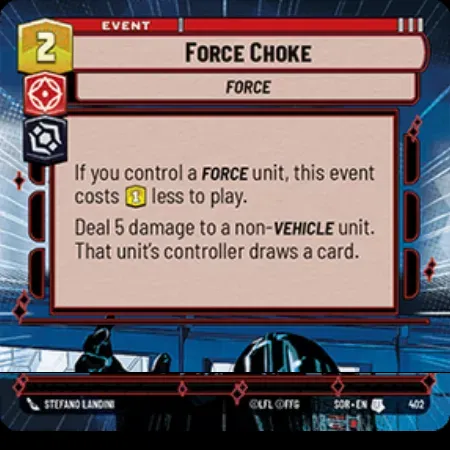 EVENT
2
FORCE CHOKE
FORCE
If you control a FORCE unit, this event
costs 1 less to play.
Deal 5 damage to a non-VEHICLE unit.
That unit's controller draws a card.
STEFANO LANDINI
©LFL ©FFG
SOR • EN
402